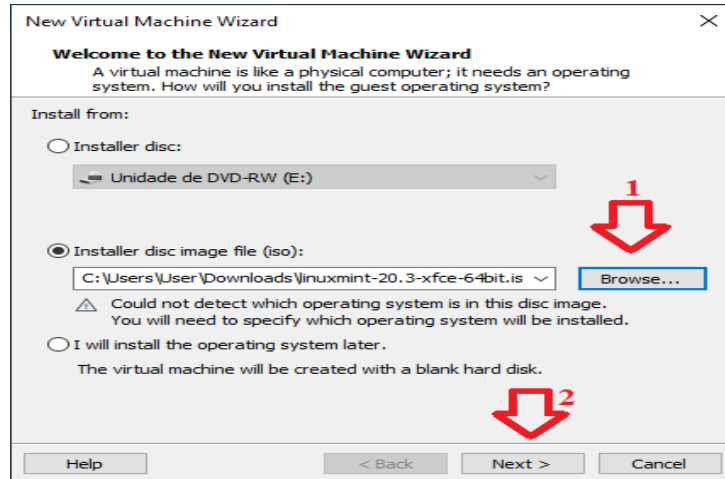 New Virtual Machine Wizard
Welcome to the New Virtual Machine Wizard
A virtual machine is like a physical computer; it needs an operating
system. How will you install the guest operating system?
Install from:
Installer disc:
Unidade de DVD-RW (E:)
1
Installer disc image file (iso):
C:\Users\User\Downloads\linuxmint-20.3-xfce-64bit.is
Browse...
Could not detect which operating system is in this disc image.
You will need to specify which operating system will be installed.
I will install the operating system later.
The virtual machine will be created with a blank hard disk.
2
Help
< Back
Next >
Cancel